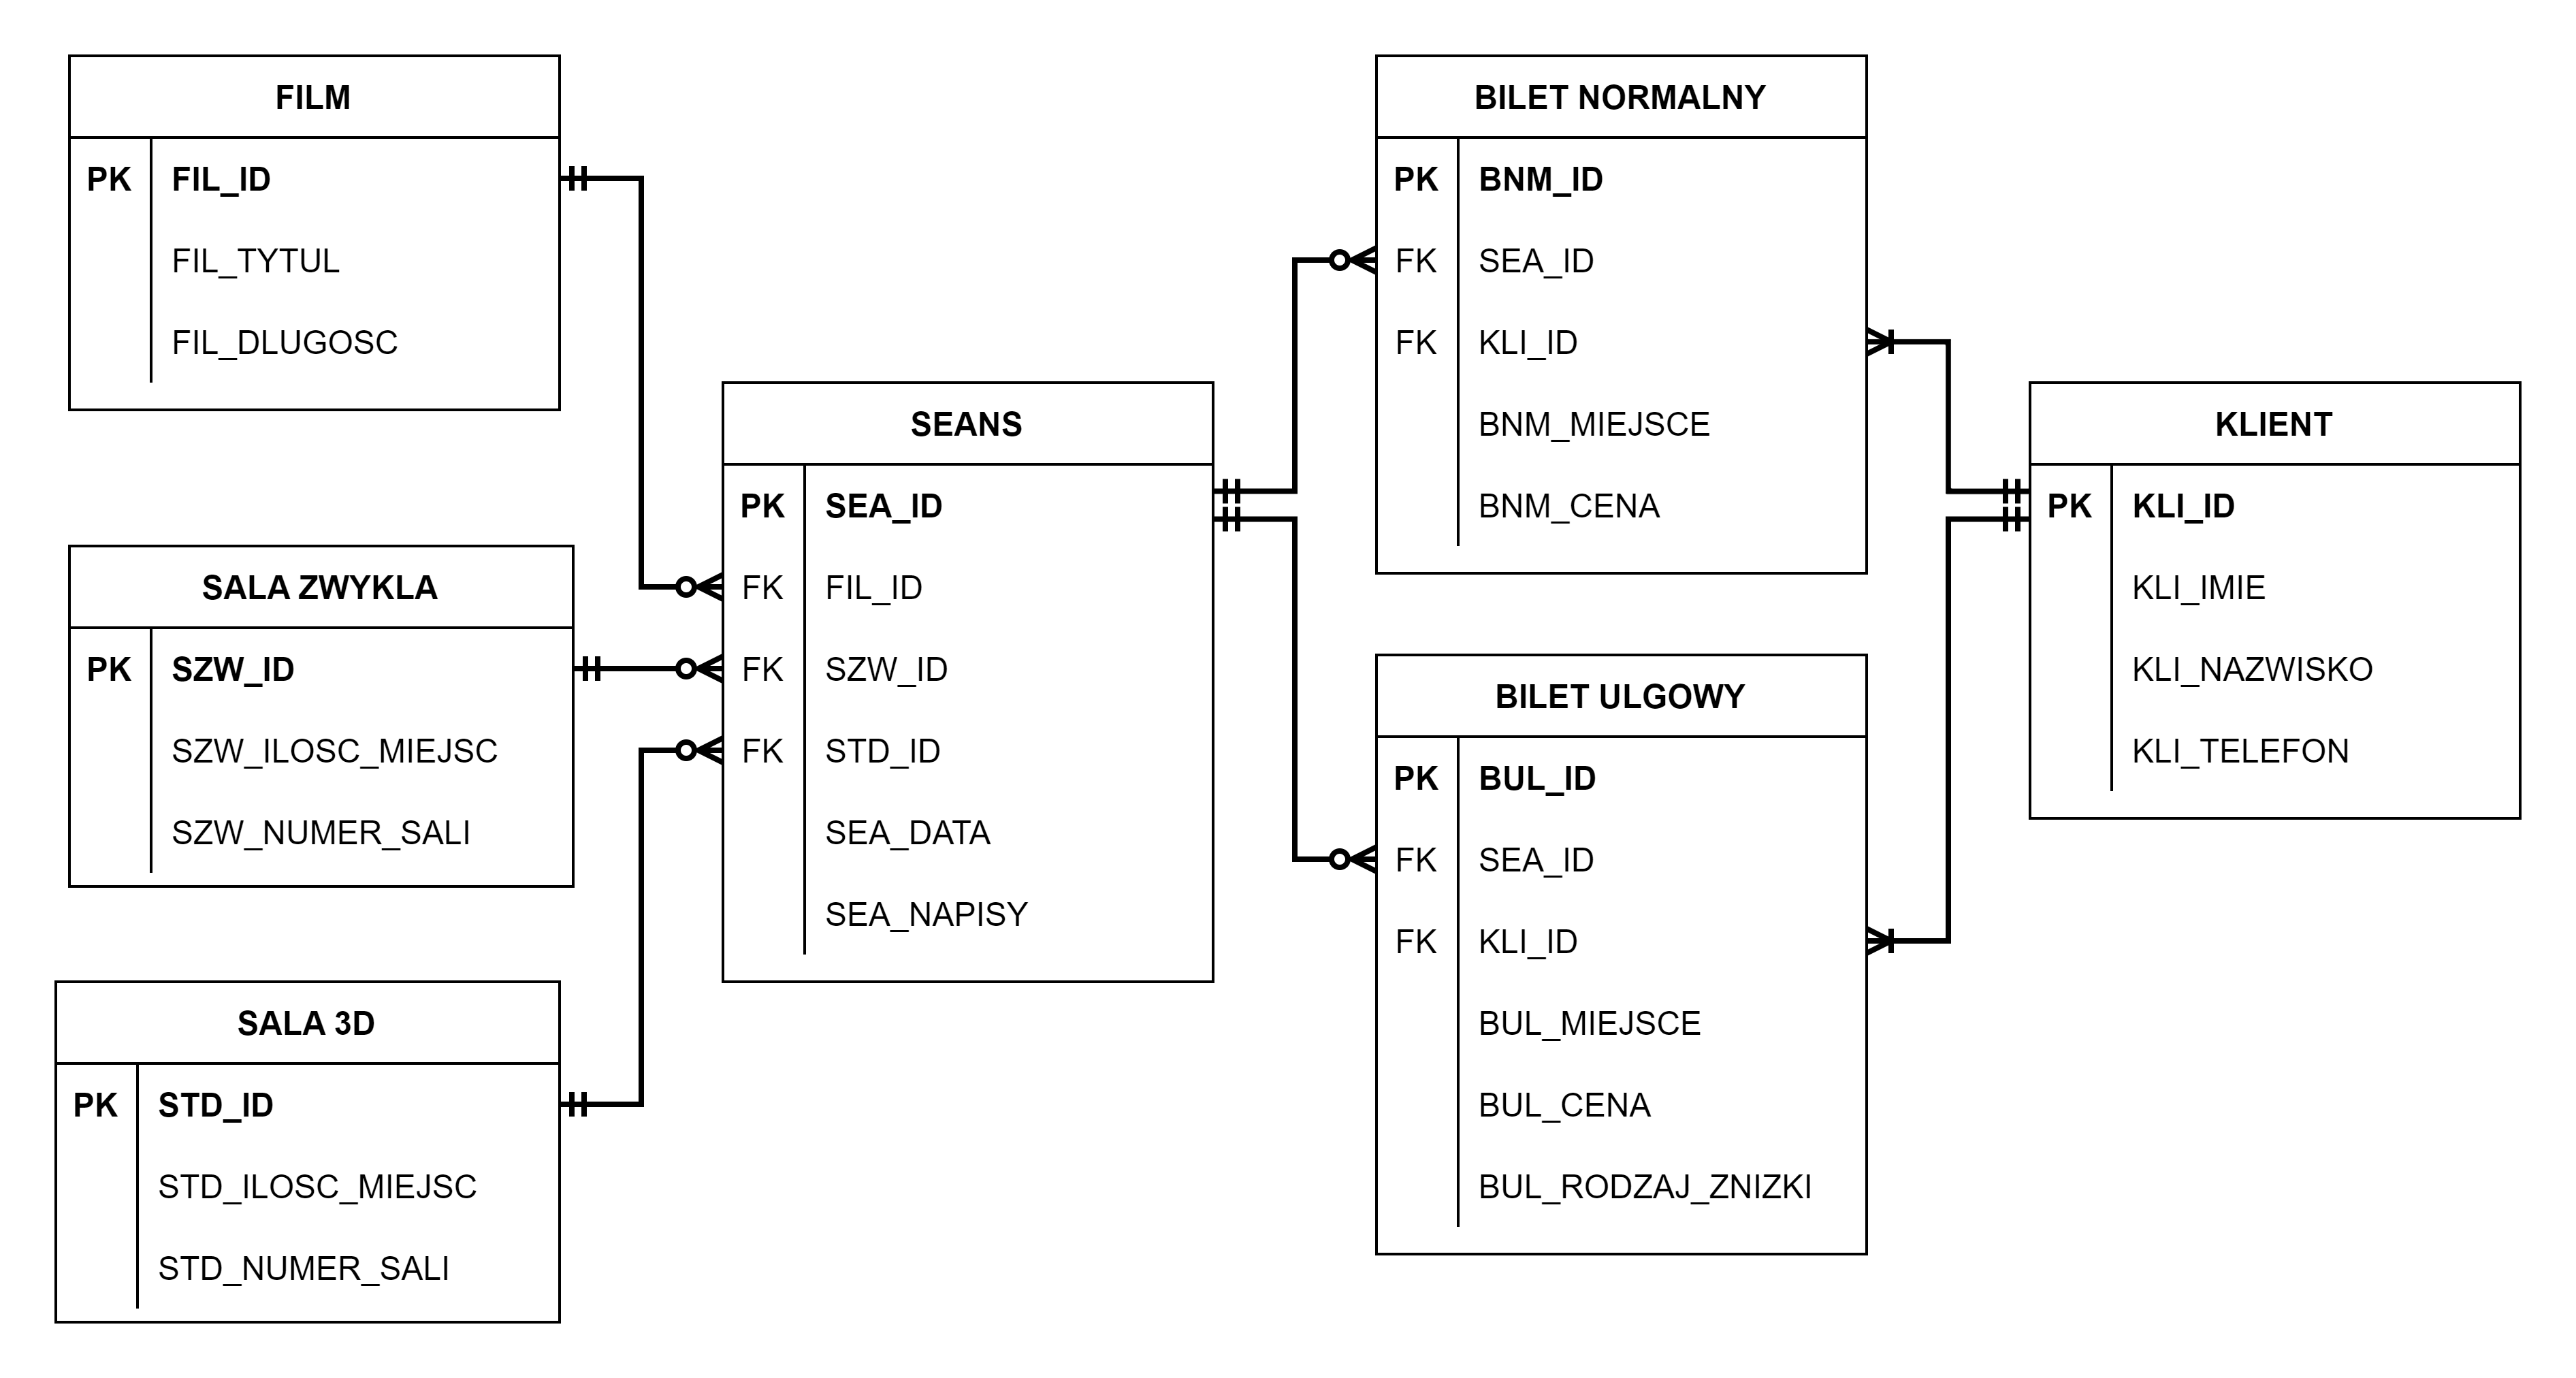 FILM
PK FIL_ID
FIL_TYTUL
FIL_DLUGOSC
SALA ZWYKLA
PK SZW_ID
SZW_ILOSC_MIEJSC
SZW_NUMER_SALI
SALA 3D
PK STD_ID
STD_ILOSC_MIEJSC
STD_NUMER_SALI
SEANS
PK SEA_ID
FK FIL_ID
FK SZW_ID
FK STD_ID
SEA_DATA
SEA_NAPISY
BILET NORMALNY
PK BNM_ID
FK SEA_ID
FK KLI_ID
BNM_MIEJSCE
BNM_CENA
BILET ULGOWY
PK BUL_ID
FK SEA_ID
FK KLI_ID
BUL_MIEJSCE
BUL_CENA
BUL_RODZAJ_ZNIZKI
KLIENT
PK KLI_ID
KLI_IMIE
KLI_NAZWISKO
KLI_TELEFON